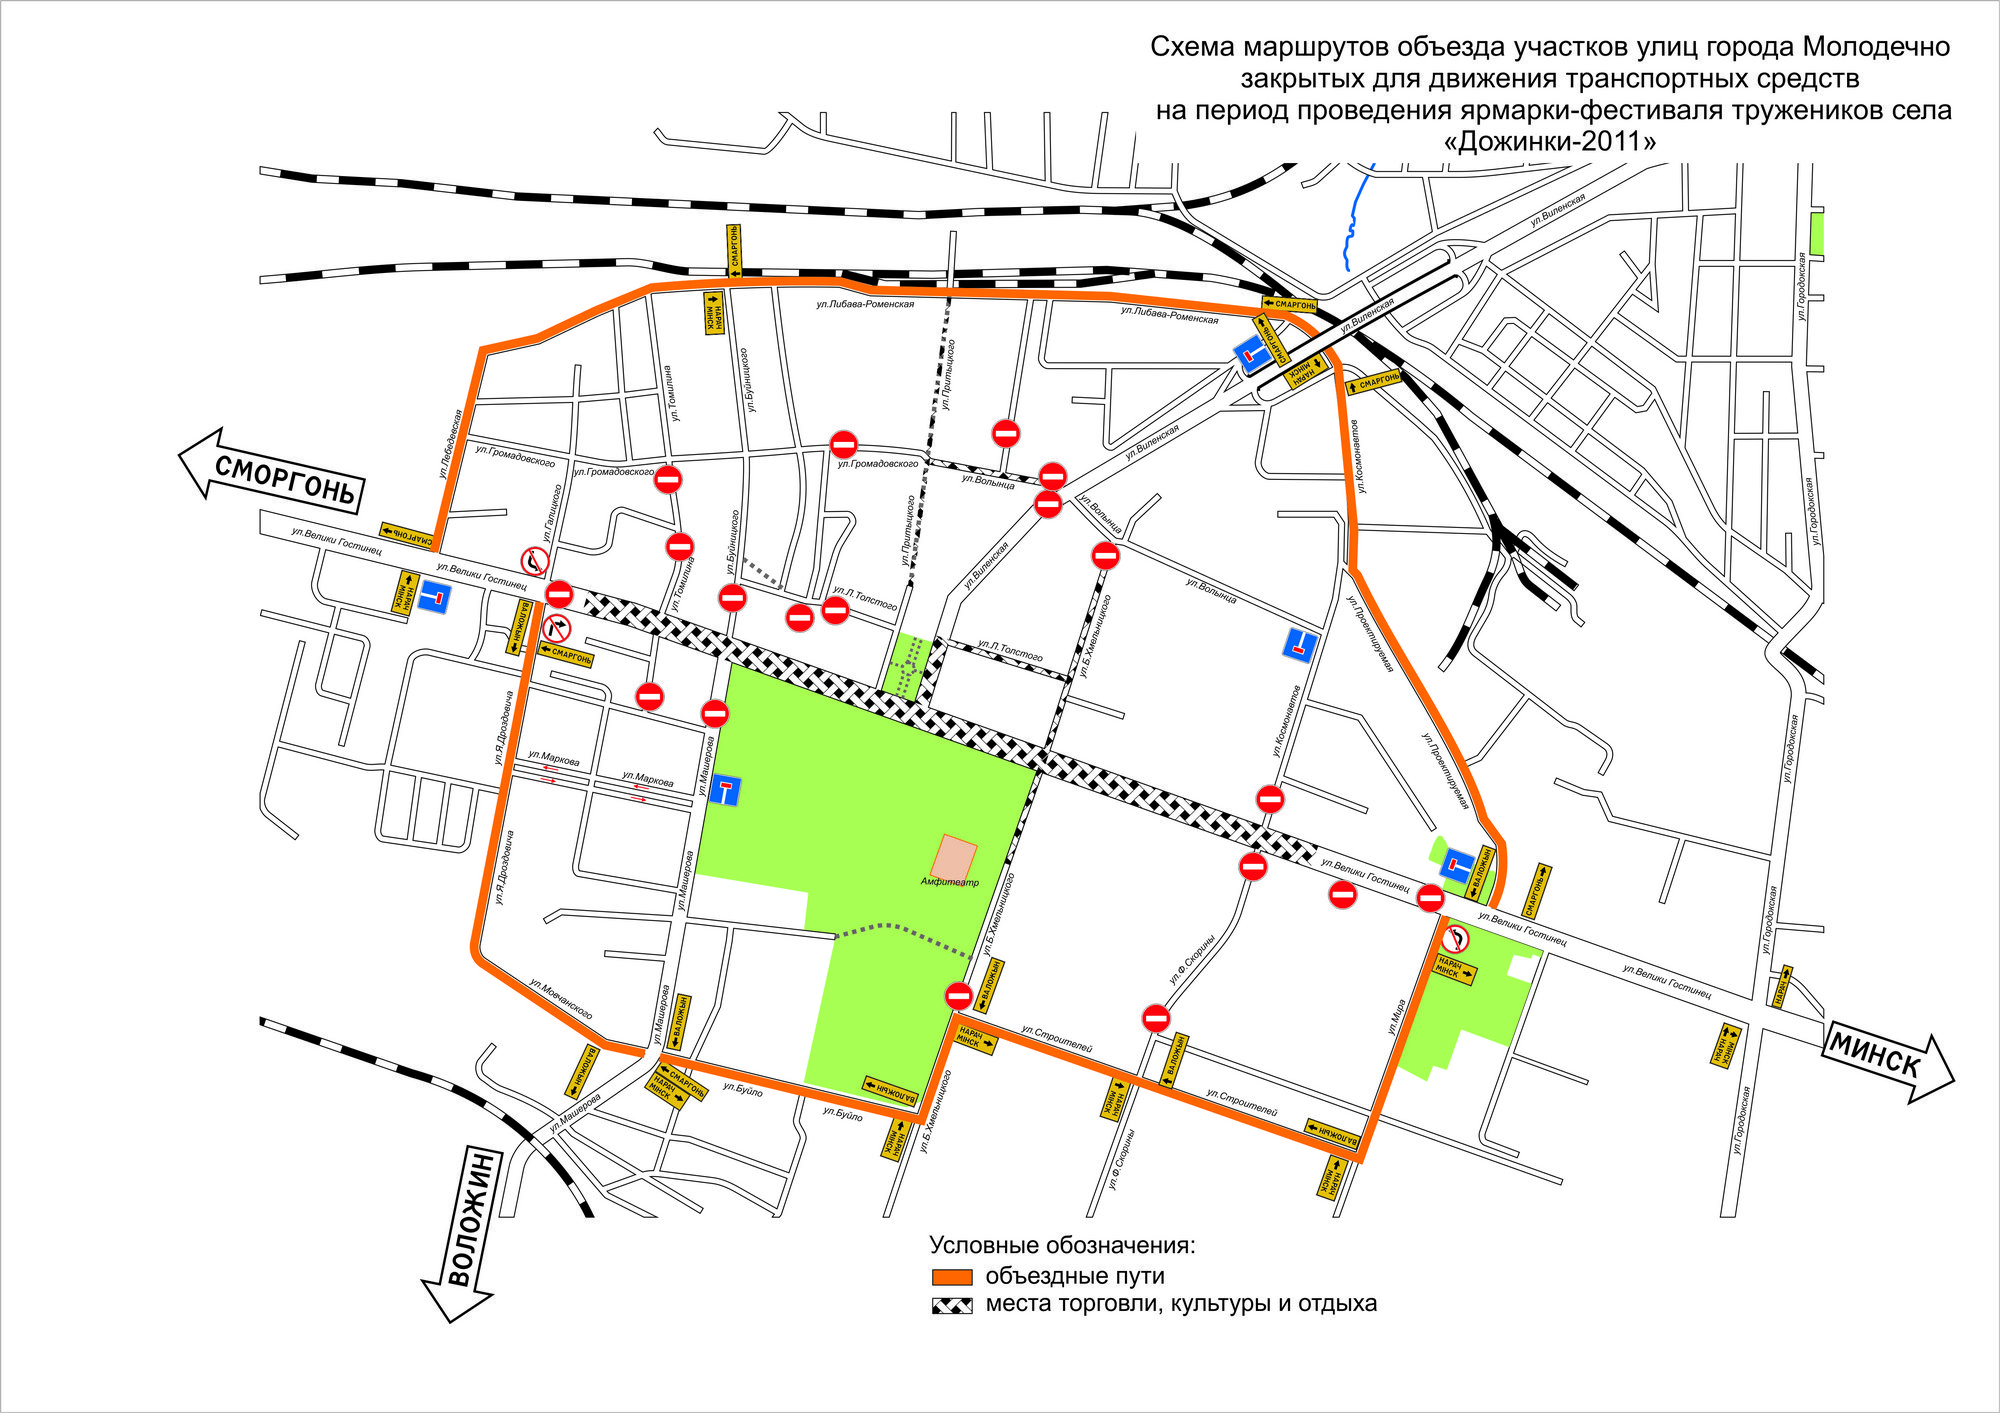 Схема маршрутов объезда участков улиц города Молодечно
закрытых для движения транспортных средств
на период проведения ярмарки-фестиваля тружеников села
«Дожинки-2011»
СМАРГОНЬ
НАРАЧ
МІНСК
ул.Либава-Роменская
ул.Либава-Роменская
СМАРГОНЬ
СМАРГОНЬ
НАРАЧ
МІНСК
СМАРГОНЬ
ул.Виленская
ул.Виленская
ул.Виленская
ул.Виленская
ул.Городокская
ул.Городокская
ул.Городокская
ул.Городокская
ул.Городокская
ул.Лебедевская
ул.Томилина
ул.Томилина
ул.Буйницкого
ул.Буйницкого
ул.Притыцкого
ул.Притыцкого
ул.Громадовского
ул.Громадовского
ул.Громадовского
ул.Галицкого
ул.Волынца
ул.Волынца
ул.Волынца
ул.Космонавтов
ул.Космонавтов
ул.Проектируемая
ул.Проектируемая
СМОРГОНЬ
СМАРГОНЬ
НАРАЧ
МІНСК
ул.Велики Гостинец
ул.Велики Гостинец
ВАЛОЖЫН
СМАРГОНЬ
ул.Л.Толстого
ул.Л.Толстого
ул.Б.Хмельницкого
ул.Б.Хмельницкого
ул.Б.Хмельницкого
ул.Я.Дроздовича
ул.Я.Дроздовича
ул.Маркова
ул.Маркова
ул.Машерова
ул.Машерова
ул.Машерова
ул.Машерова
Амфитеатр
ул.Велики Гостинец
ул.Велики Гостинец
ул.Велики Гостинец
ВАЛОЖЫН
СМАРГОНЬ
НАРАЧ
МІНСК
НАРАЧ
МІНСК
НАРАЧ
МИНСК
ул.Ф.Скорины
ул.Ф.Скорины
ул.Мира
ул.Мовчанского
ВАЛОЖЫН
ВАЛОЖЫН
СМАРГОНЬ
НАРАЧ
МІНСК
ул.Буйло
ул.Буйло
ВАЛОЖЫН
НАРАЧ
МІНСК
ВАЛОЖЫН
НАРАЧ
МІНСК
ул.Строителей
ул.Строителей
ВАЛОЖЫН
НАРАЧ
МІНСК
ВАЛОЖЫН
НАРАЧ
МІНСК
ВОЛОЖИН
Условные обозначения:
объездные пути
места торговли, культуры и отдыха